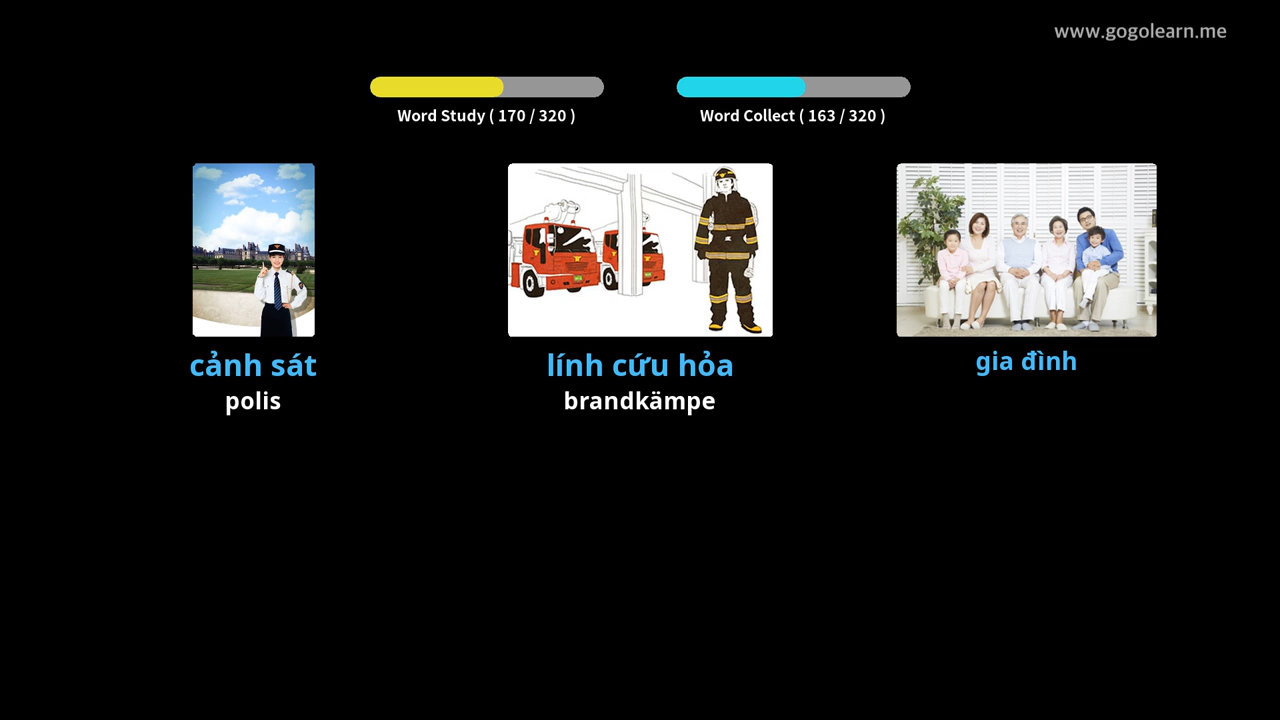 www.gogolearn.me
Word Study ( 170 / 320 )
Word Collect ( 163 / 320 )
cảnh sát
polis
lính cứu hỏa
brandkämpe
gia đình